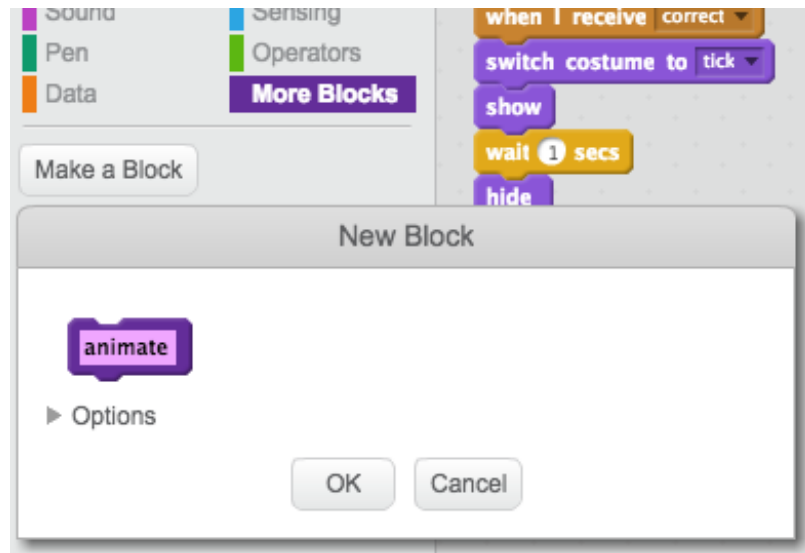 Sound Sensing
Pen Operators
Data More Blocks
Make a Block
when I receive correct
switch costume to tick
show
wait 1 secs
hide
New Block
animate
Options
OK Cancel